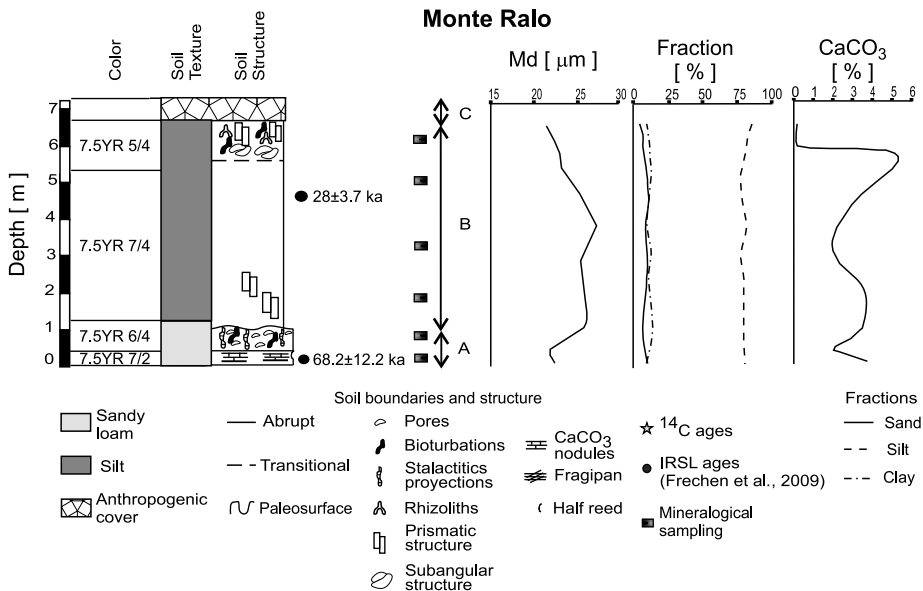 Monte Ralo
Color
Soil
Texture
Soil
Structure
Md [ µm]
Fraction
[ % ]
CaCO3
[ % ]
15 20 25 30
0 25 50 75 100
0 1 2 3 4 5 6
Depth [ m ]
7
6
5
4
3
2
1
0
7.5YR 5/4
7.5YR 7/4
7.5YR 6/4
7.5YR 7/2
28±3.7 ka
68.2±12.2 ka
C
B
A
Sandy
loam
Silt
Anthropogenic
cover
Soil boundaries and structure
Abrupt
Transitional
Paleosurface
Pores
Bioturbations
Stalactitics
proyections
Rhizoliths
Prismatic
structure
Subangular
structure
CaCO3
nodules
Fragipan
Half reed
14C ages
IRSL ages
(Frechen et al., 2009)
Mineralogical
sampling
Fractions
Sand
Silt
Clay